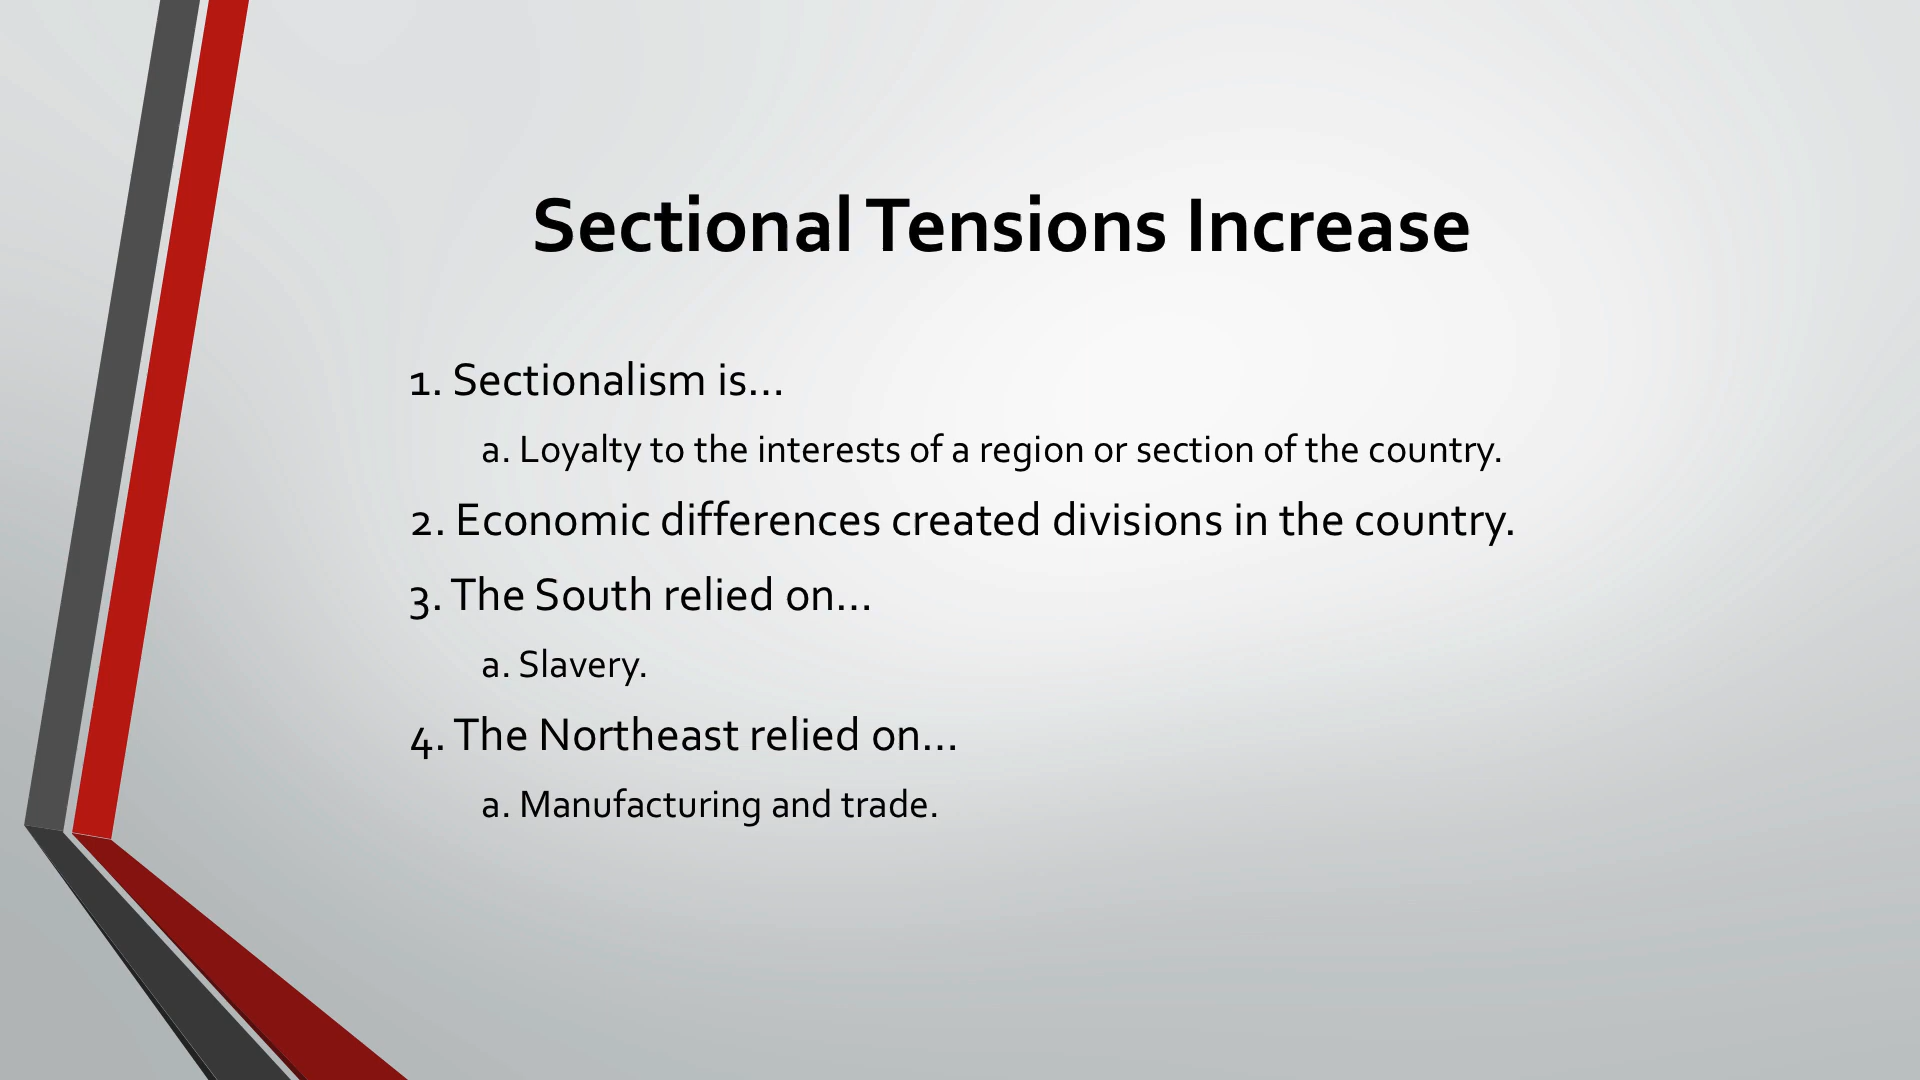 Sectional Tensions Increase
1. Sectionalism is...
a. Loyalty to the interests of a region or section of the country.
2. Economic differences created divisions in the country.
3. The South relied on...
a. Slavery.
4. The Northeast relied on...
a. Manufacturing and trade.